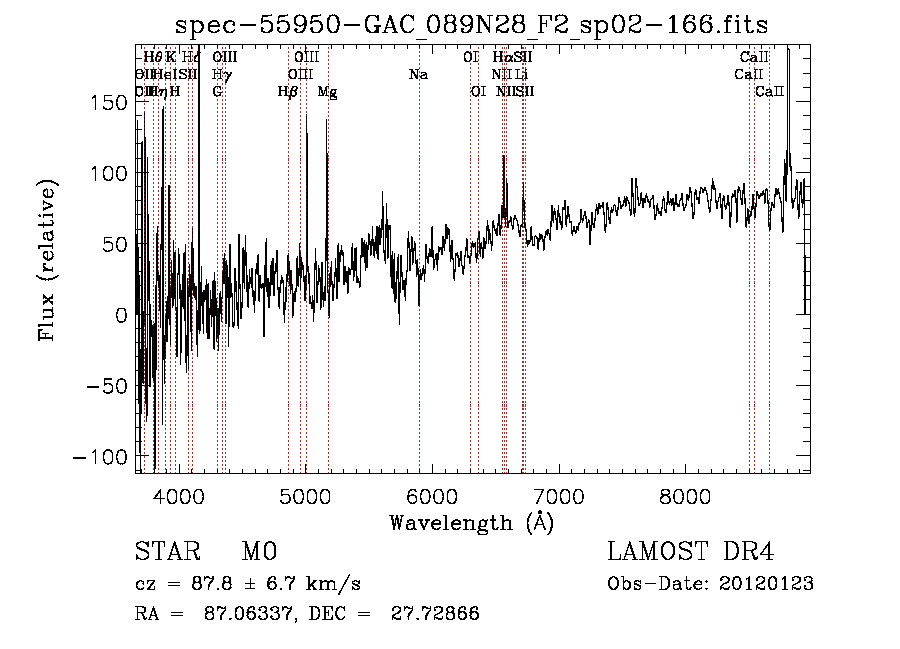 spec-55950-GAC_089N28_F2_sp02-166.fits
Hθ K Hδ OIII OIII OI Hα SII CaII
OII HeI SII Hγ OIII Na NII Li CaII
OII Hη H G Hβ Mg OI NII SII CaII
150
100
50
0
-50
-100
Flux (relative)
4000 5000 6000 7000 8000
Wavelength (Å)
STAR M0 LAMOST DR4
cz = 87.8 ± 6.7 km/s Obs-Date: 20120123
RA = 87.06337, DEC = 27.72866